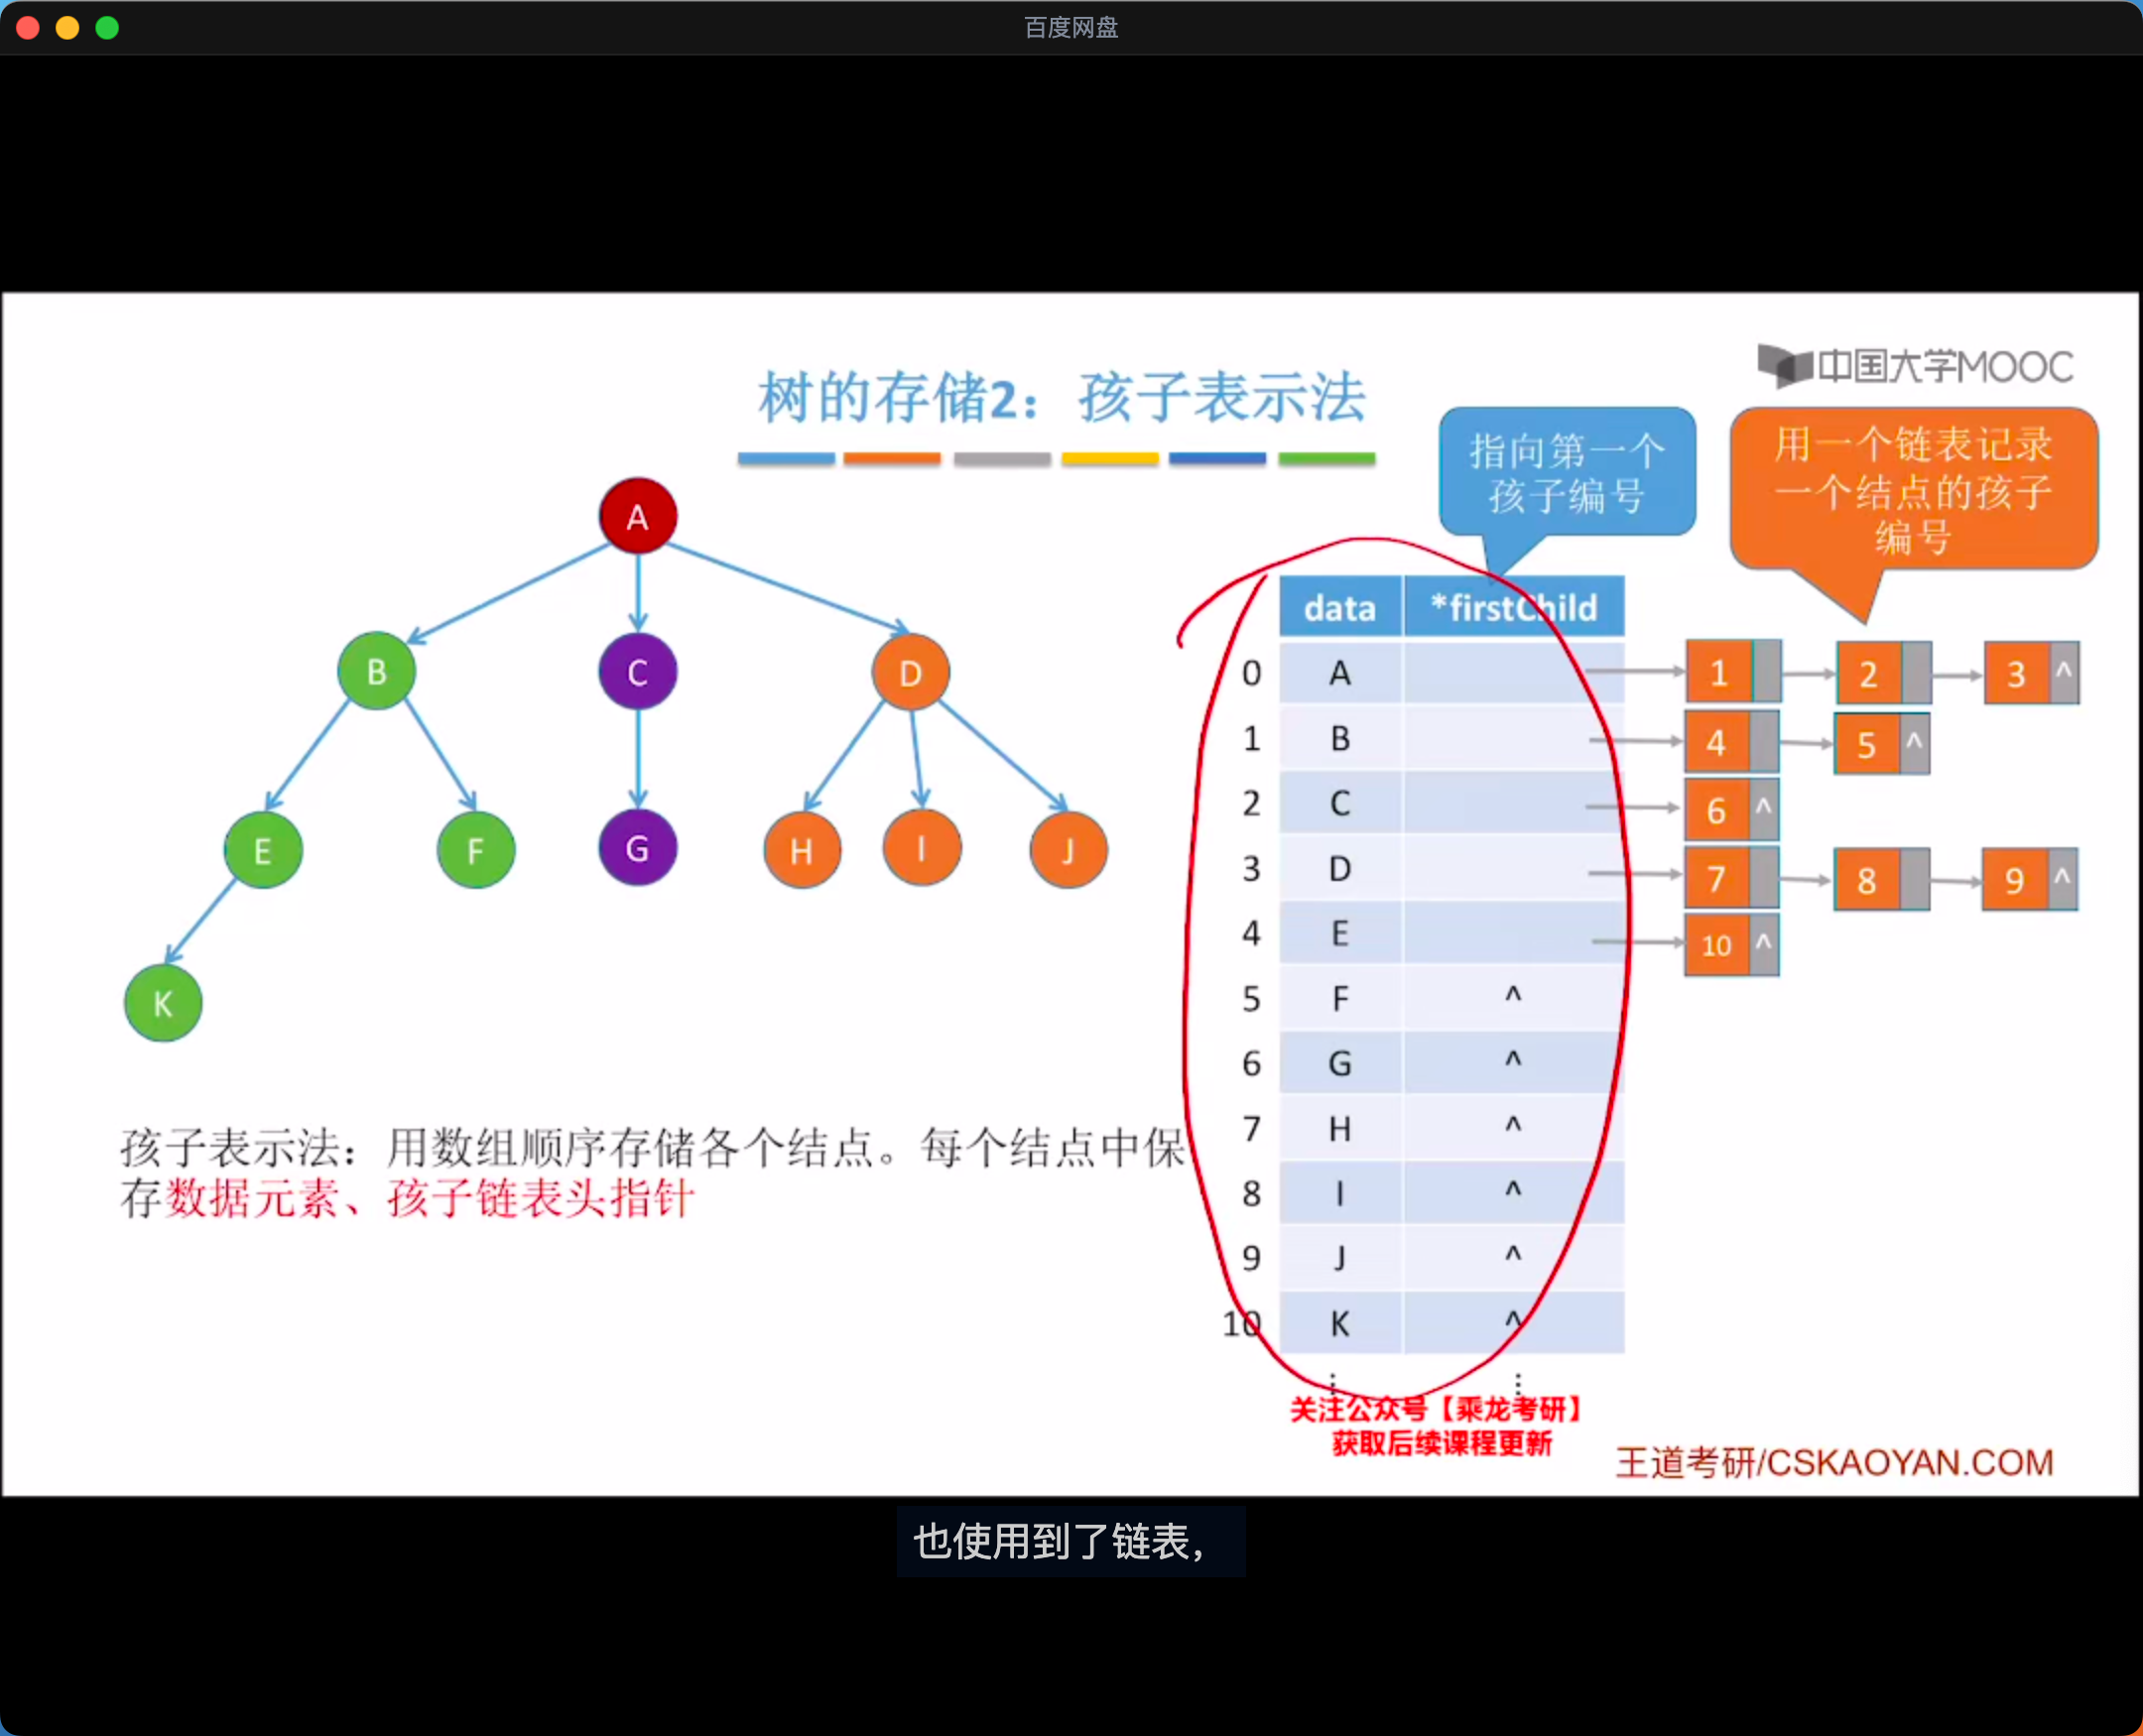 百度网盘
中国大学MOOC
树的存储2：孩子表示法
指向第一个
孩子编号
用一个链表记录
一个结点的孩子
编号
A
B
C
D
E
F
G
H
I
J
K
data *firstChild
0 A 1 2 3 ^
1 B 4 5 ^
2 C 6 ^
3 D 7 8 9 ^
4 E 10 ^
5 F ^
6 G ^
7 H ^
8 I ^
9 J ^
10 K ^
⋮ ⋮
孩子表示法：用数组顺序存储各个结点。每个结点中保
存数据元素、孩子链表头指针
关注公众号【乘龙考研】
获取后续课程更新
王道考研/CSKAOYAN.COM
也使用到了链表，